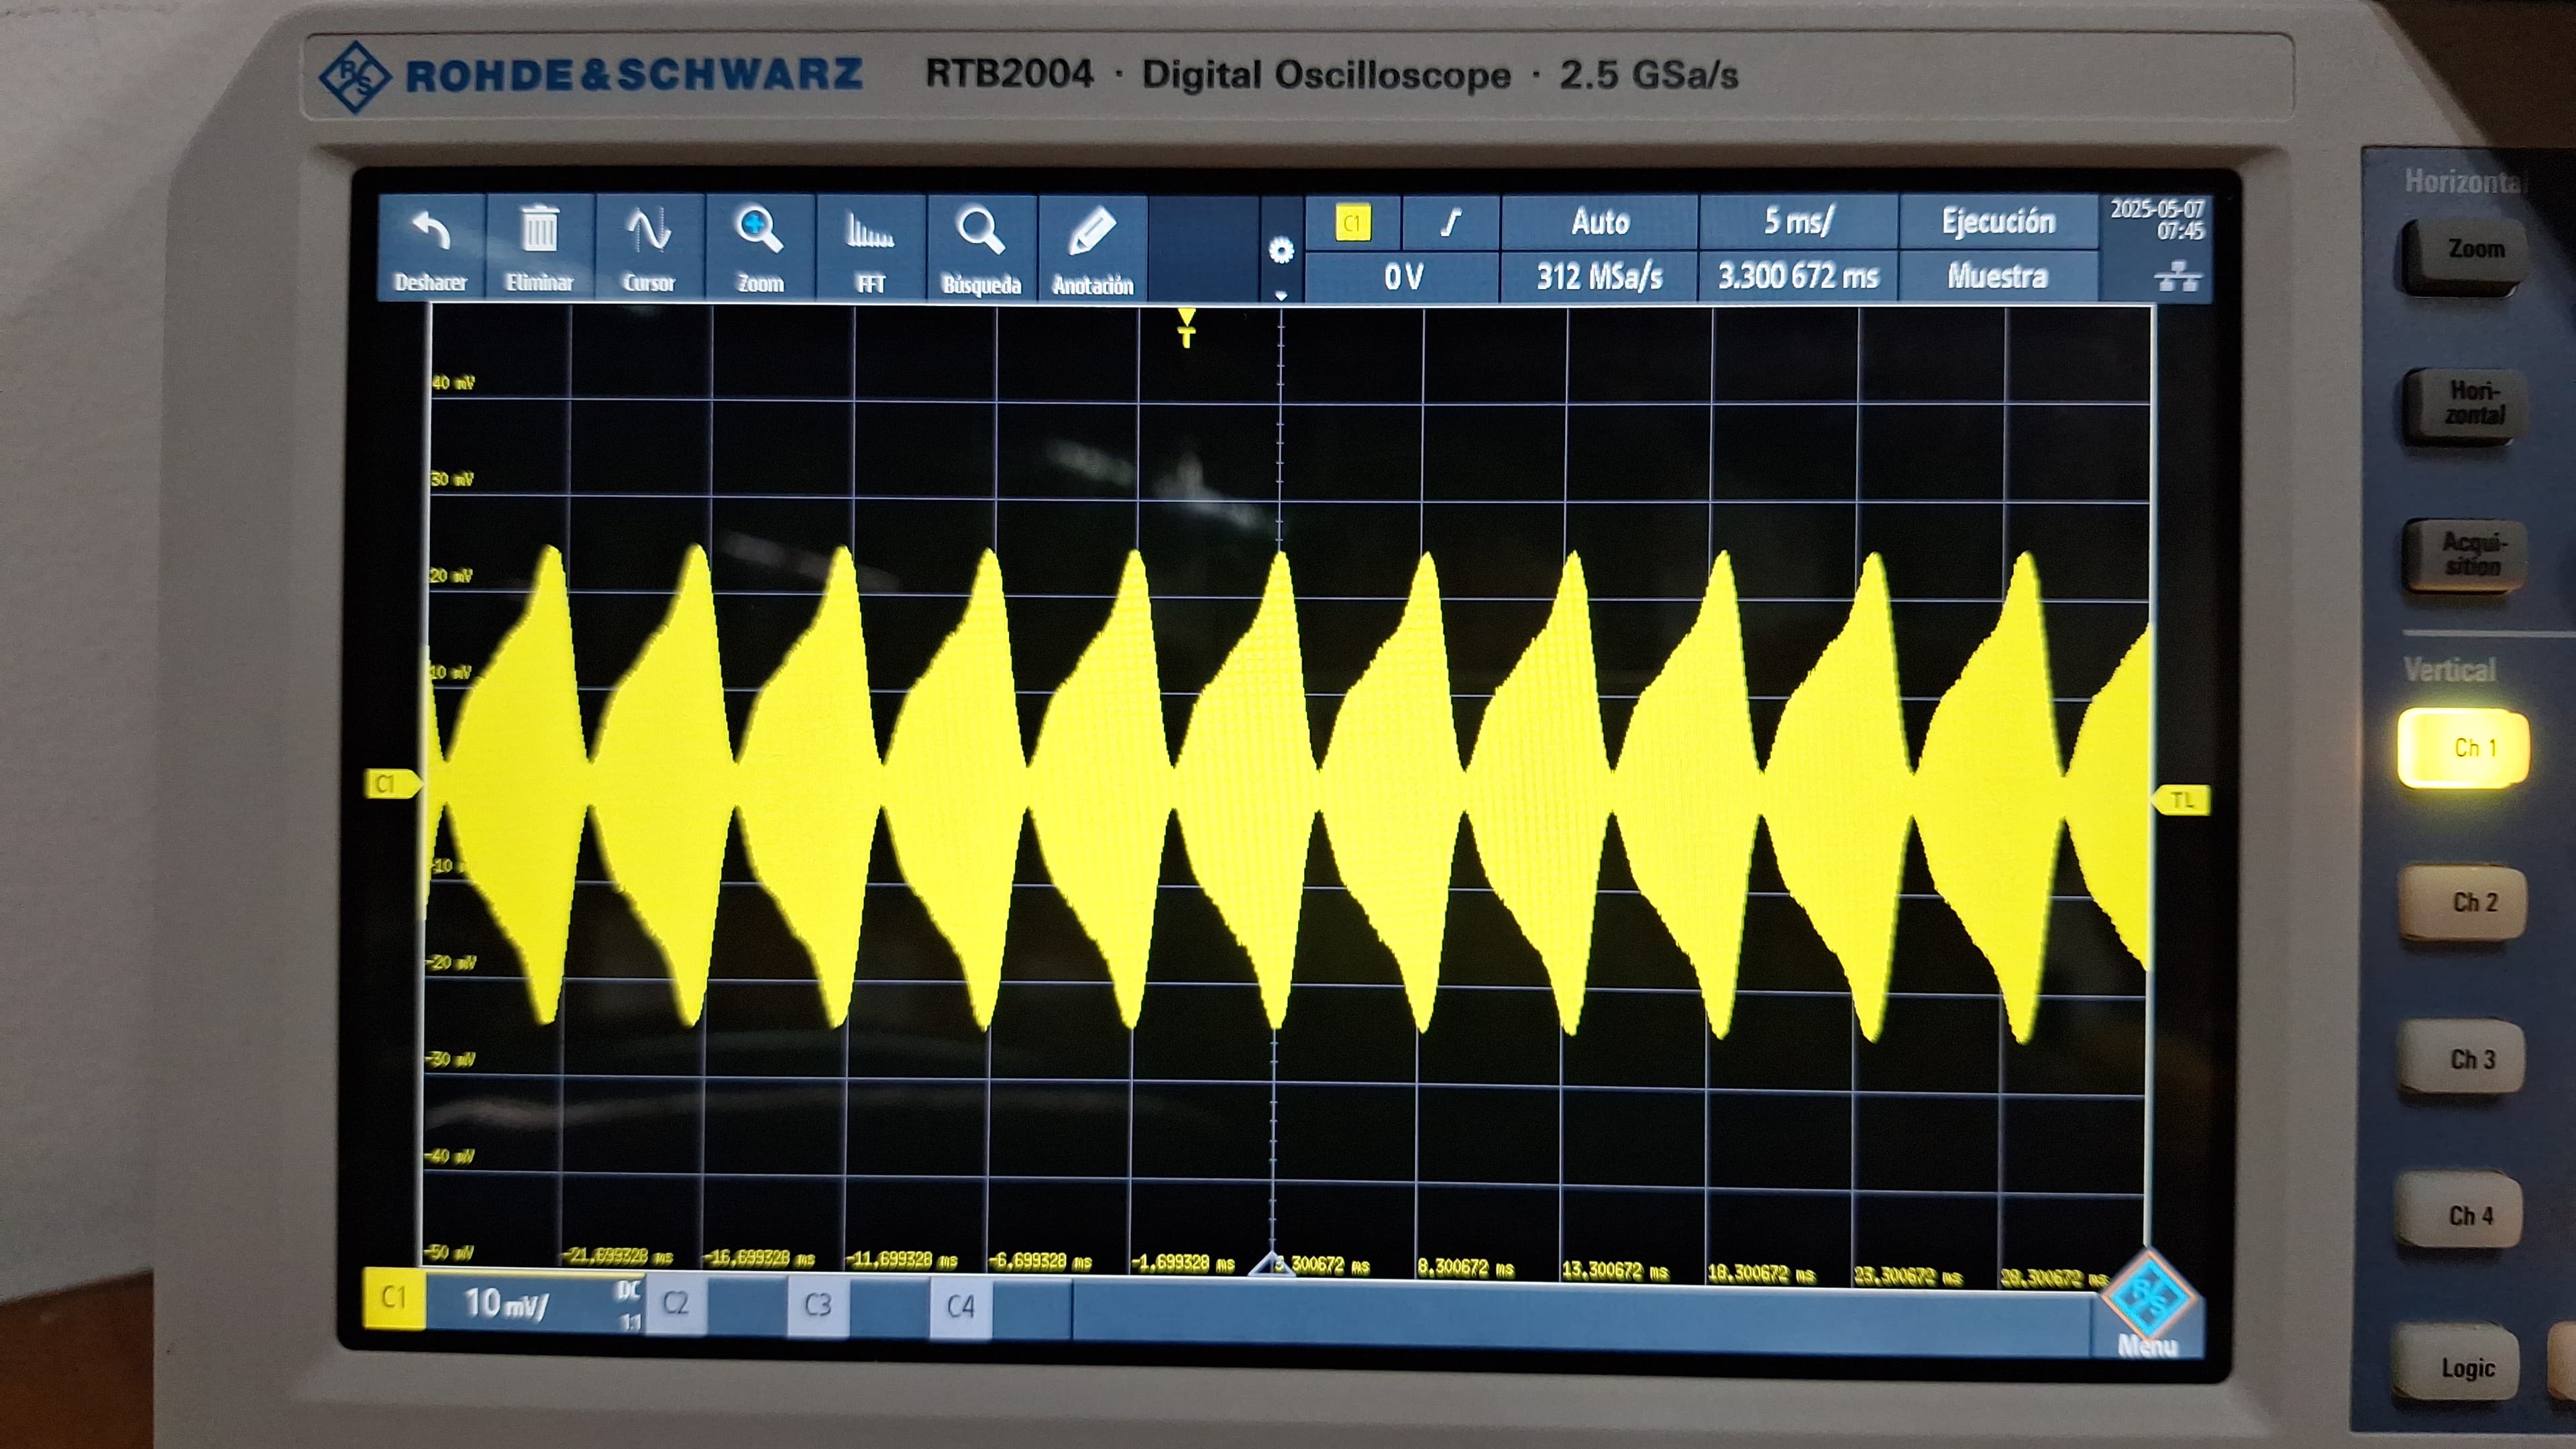 ROHDE&SCHWARZ RTB2004 · Digital Oscilloscope · 2.5 GSa/s
Horizontal
Deshacer Eliminar Cursor Zoom FFT Búsqueda Anotación
C1 Auto 5 ms/ Ejecución 2025-05-07
07:45
0 V 312 MSa/s 3.300 672 ms Muestra
Zoom
T
40 mV
Hori-
zontal
30 mV
Acqui-
sition
20 mV
Vertical
10 mV
Ch 1
C1
TL
-10
Ch 2
-20 mV
-30 mV
Ch 3
-40 mV
Ch 4
-50 mV
-21,699328 ms -16,699328 ms -11,699328 ms -6,699328 ms -1,699328 ms 3.300672 ms 8.300672 ms 13.300672 ms 18.300672 ms 23.300672 ms 28.300672 ms
C1 10 mV/ DC
1:1
C2 C3 C4
Menu
Logic